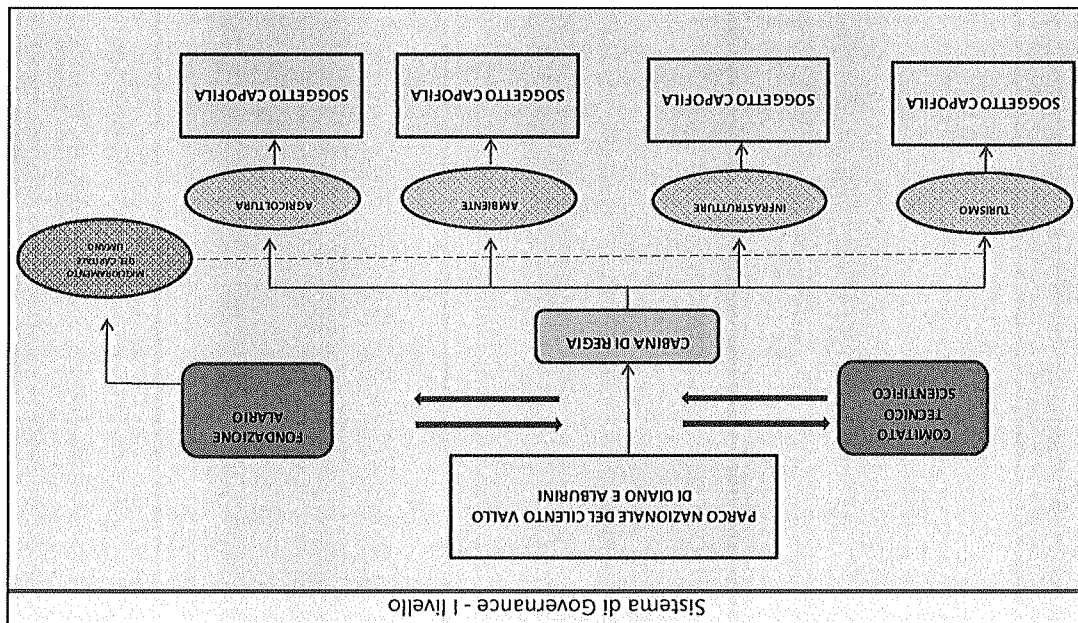 Sistema di Governance - I livello
PARCO NAZIONALE DEL CILENTO VALLO
DI DIANO E ALBURINI
COMITATO
TECNICO
SCIENTIFICO
FONDAZIONE
ALARIO
CABINA DI REGIA
MIGLIORAMENTO
DEL CAPITALE
UMANO
TURISMO
INFRASTRUTTURE
AMBIENTE
AGRICOLTURA
SOGGETTO CAPOFILA
SOGGETTO CAPOFILA
SOGGETTO CAPOFILA
SOGGETTO CAPOFILA